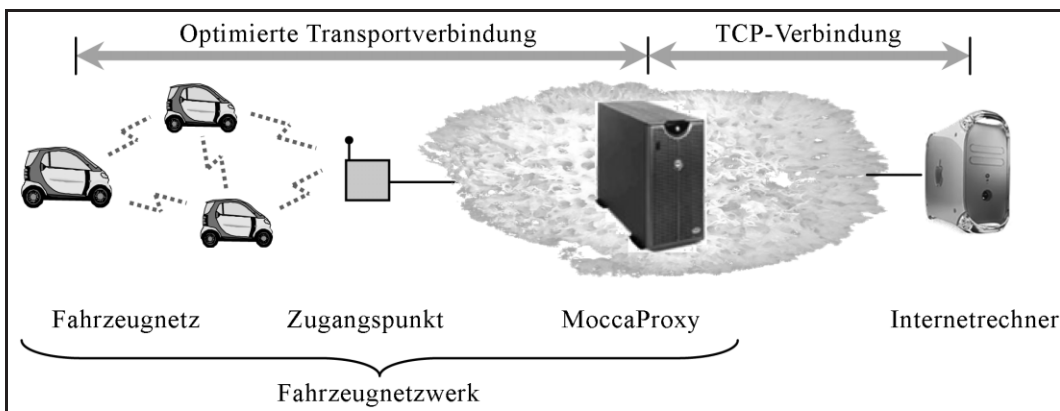 Optimierte Transportverbindung
TCP-Verbindung
Fahrzeugnetz
Zugangspunkt
MoccaProxy
Internetrechner
Fahrzeugnetzwerk